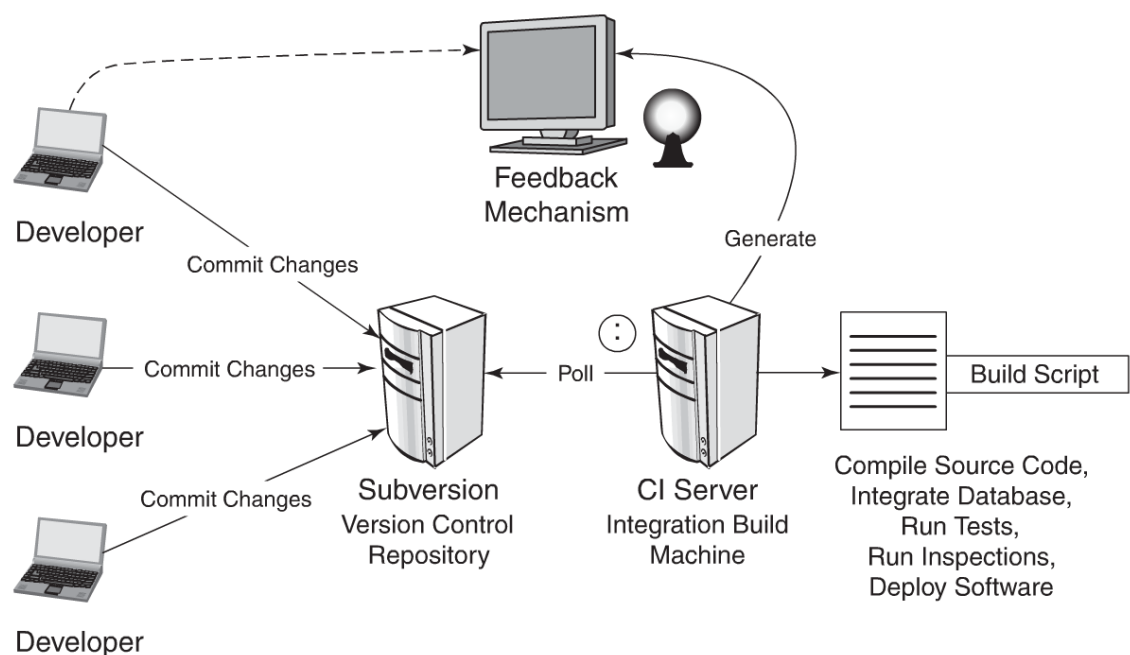 Feedback
Mechanism
Developer
Commit Changes
Generate
Developer
Commit Changes
Poll
:
Build Script
Developer
Commit Changes
Subversion
Version Control
Repository
CI Server
Integration Build
Machine
Compile Source Code,
Integrate Database,
Run Tests,
Run Inspections,
Deploy Software